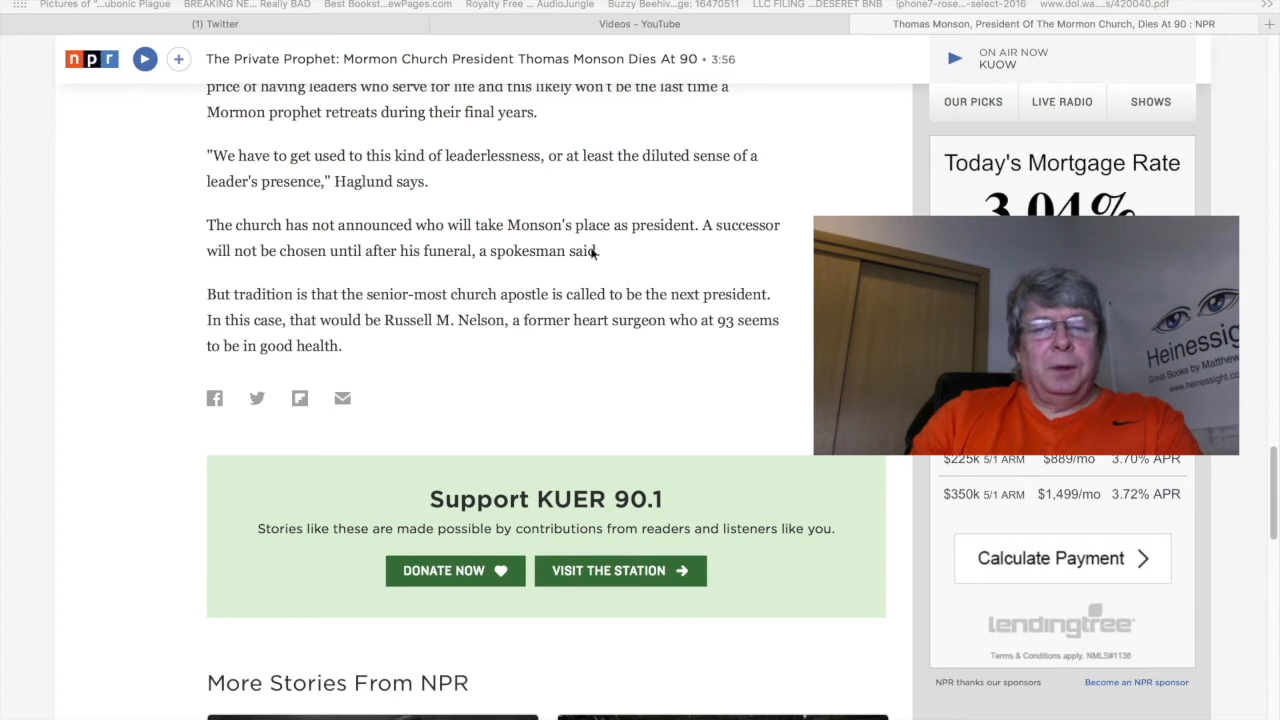 Pictures of "...ubonic Plague
BREAKING NE... Really BAD
Best Bookst...ewPages.com
Royalty Free ... AudioJungle
Buzzy Beehiv...ge: 16470511
LLC FILING ... DESERET BNB
iphone7-rose...-select-2016
www.dol.wa....s/420040.pdf
(1) Twitter
Videos - YouTube
Thomas Monson, President Of The Mormon Church, Dies At 90 : NPR
npr
The Private Prophet: Mormon Church President Thomas Monson Dies At 90 • 3:56
ON AIR NOW
KUOW
OUR PICKS
LIVE RADIO
SHOWS
price of having leaders who serve for life and this likely won't be the last time a
Mormon prophet retreats during their final years.
"We have to get used to this kind of leaderlessness, or at least the diluted sense of a
leader's presence," Haglund says.
The church has not announced who will take Monson's place as president. A successor
will not be chosen until after his funeral, a spokesman said.
But tradition is that the senior-most church apostle is called to be the next president.
In this case, that would be Russell M. Nelson, a former heart surgeon who at 93 seems
to be in good health.
Today's Mortgage Rate
3.04%
Heinessig
Great Books by Matthew
www.heinessight.co
$225k 5/1 ARM $889/mo 3.70% APR
$350k 5/1 ARM $1,499/mo 3.72% APR
Calculate Payment
lendingtree
Terms & Conditions apply. NMLS#1136
NPR thanks our sponsors
Become an NPR sponsor
Support KUER 90.1
Stories like these are made possible by contributions from readers and listeners like you.
DONATE NOW
VISIT THE STATION
More Stories From NPR